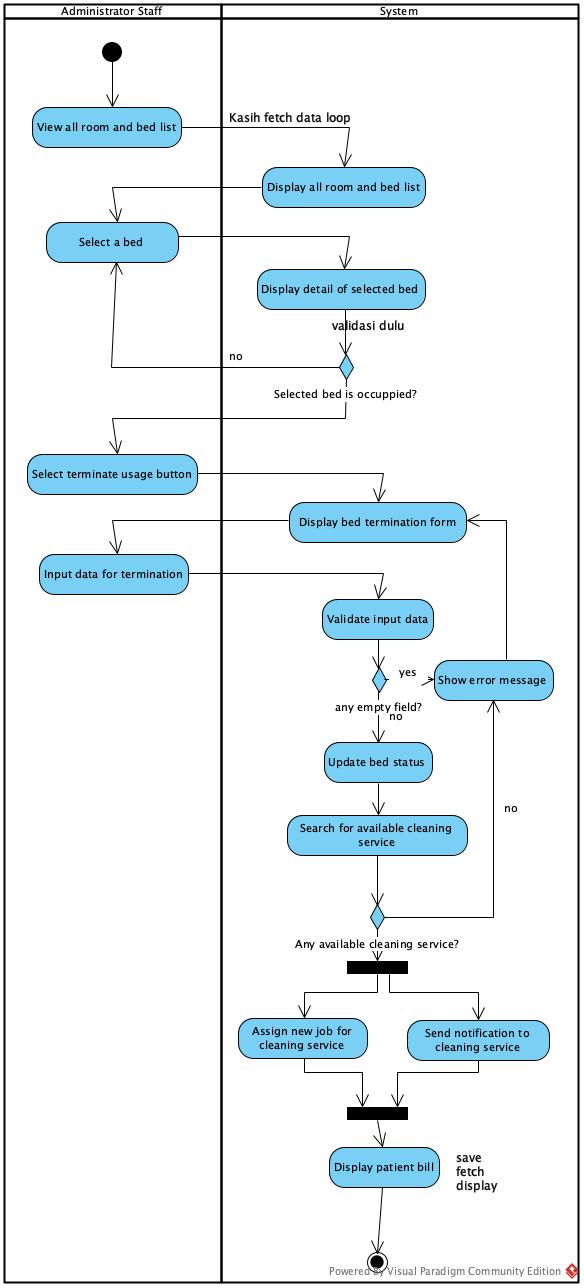 Administrator Staff
System
View all room and bed list
Kasih fetch data loop
Display all room and bed list
Select a bed
Display detail of selected bed
validasi dulu
no
Selected bed is occuppied?
Select terminate usage button
Display bed termination form
Input data for termination
Validate input data
yes
Show error message
any empty field?
no
Update bed status
no
Search for available cleaning
service
Any available cleaning service?
Assign new job for
cleaning service
Send notification to
cleaning service
Display patient bill
save
fetch
display
Powered By Visual Paradigm Community Edition